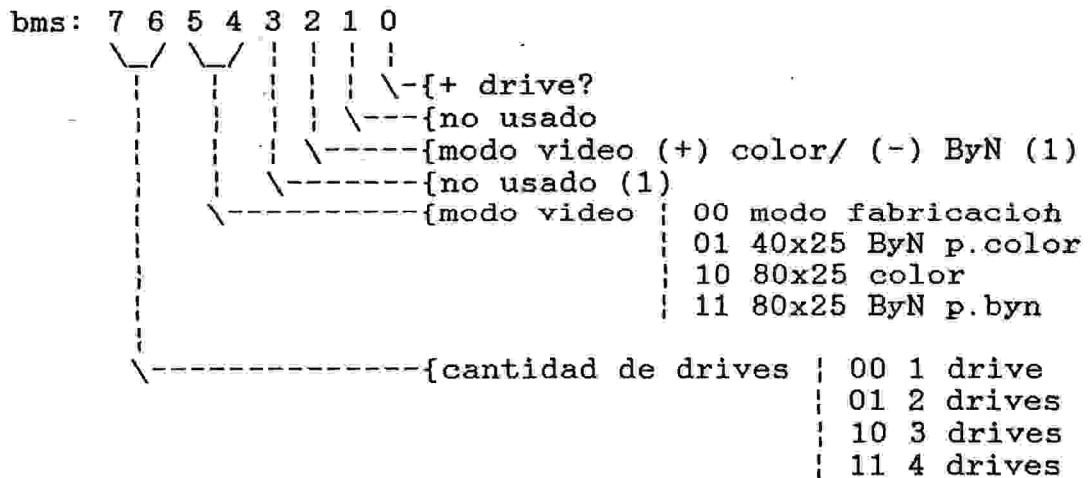 bms: 7 6 5 4 3 2 1 0
{+ drive?
{no usado
{modo video (+) color/ (-) ByN (1)
{no usado (1)
{modo video | 00 modo fabricacioh
| 01 40x25 ByN p.color
| 10 80x25 color
| 11 80x25 ByN p.byn
{cantidad de drives | 00 1 drive
| 01 2 drives
| 10 3 drives
| 11 4 drives